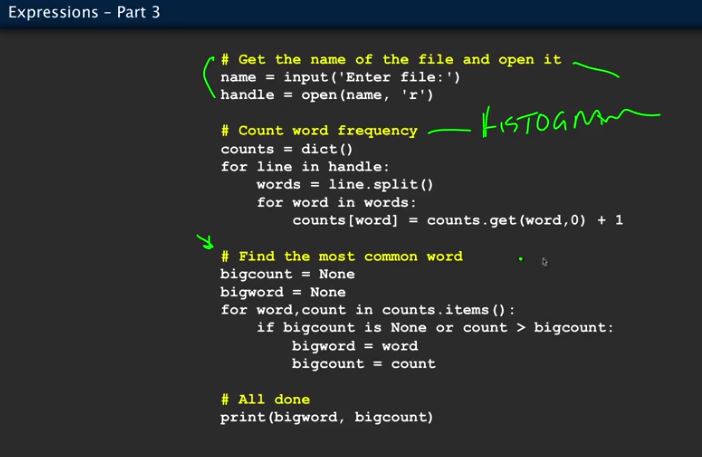 Expressions – Part 3
# Get the name of the file and open it
name = input('Enter file:')
handle = open(name, 'r')
# Count word frequency
HISTOGRAM
counts = dict()
for line in handle:
    words = line.split()
    for word in words:
        counts[word] = counts.get(word,0) + 1
# Find the most common word
bigcount = None
bigword = None
for word,count in counts.items():
    if bigcount is None or count > bigcount:
        bigword = word
        bigcount = count
# All done
print(bigword, bigcount)